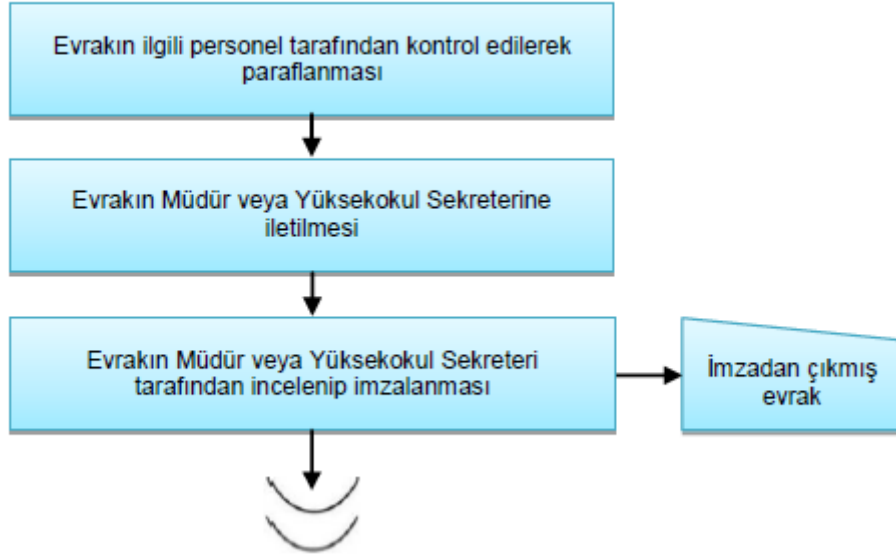 Evrakın ilgili personel tarafından kontrol edilerek
paraflanması
Evrakın Müdür veya Yüksekokul Sekreterine
iletilmesi
Evrakın Müdür veya Yüksekokul Sekreteri
tarafından incelenip imzalanması
İmzadan çıkmış
evrak